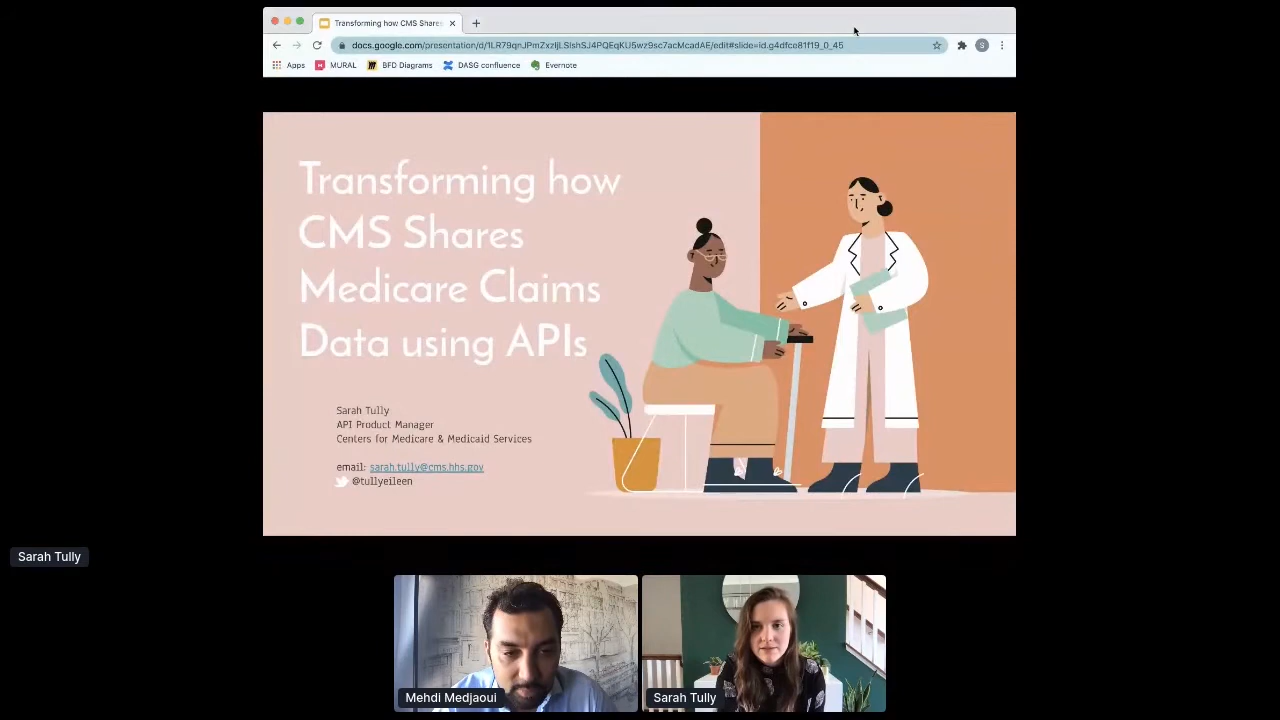 Transforming how CMS Shares
docs.google.com/presentation/d/1LR79qnJPmZxzIjLSlshSJ4PQEqKU5wz9sc7acMcadAE/edit#slide=id.g4dfce81f19_0_45
S
Apps MURAL BFD Diagrams DASG confluence Evernote
Transforming how
CMS Shares
Medicare Claims
Data using APIs
Sarah Tully
API Product Manager
Centers for Medicare & Medicaid Services
email: sarah.tully@cms.hhs.gov
@tullyeileen
Sarah Tully
Mehdi Medjaoui
Sarah Tully